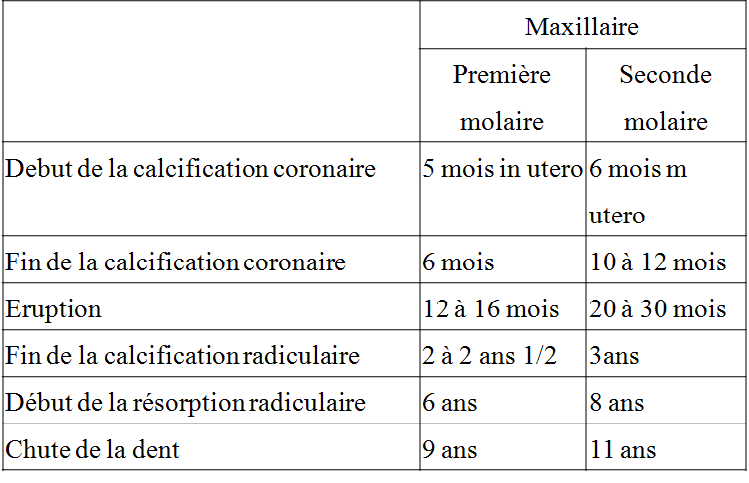 Maxillaire
Première Seconde
molaire molaire
Debut de la calcification coronaire 5 mois in utero 6 mois m
utero
Fin de la calcification coronaire 6 mois 10 à 12 mois
Eruption 12 à 16 mois 20 à 30 mois
Fin de la calcification radiculaire 2 à 2 ans 1/2 3ans
Début de la résorption radiculaire 6 ans 8 ans
Chute de la dent 9 ans 11 ans